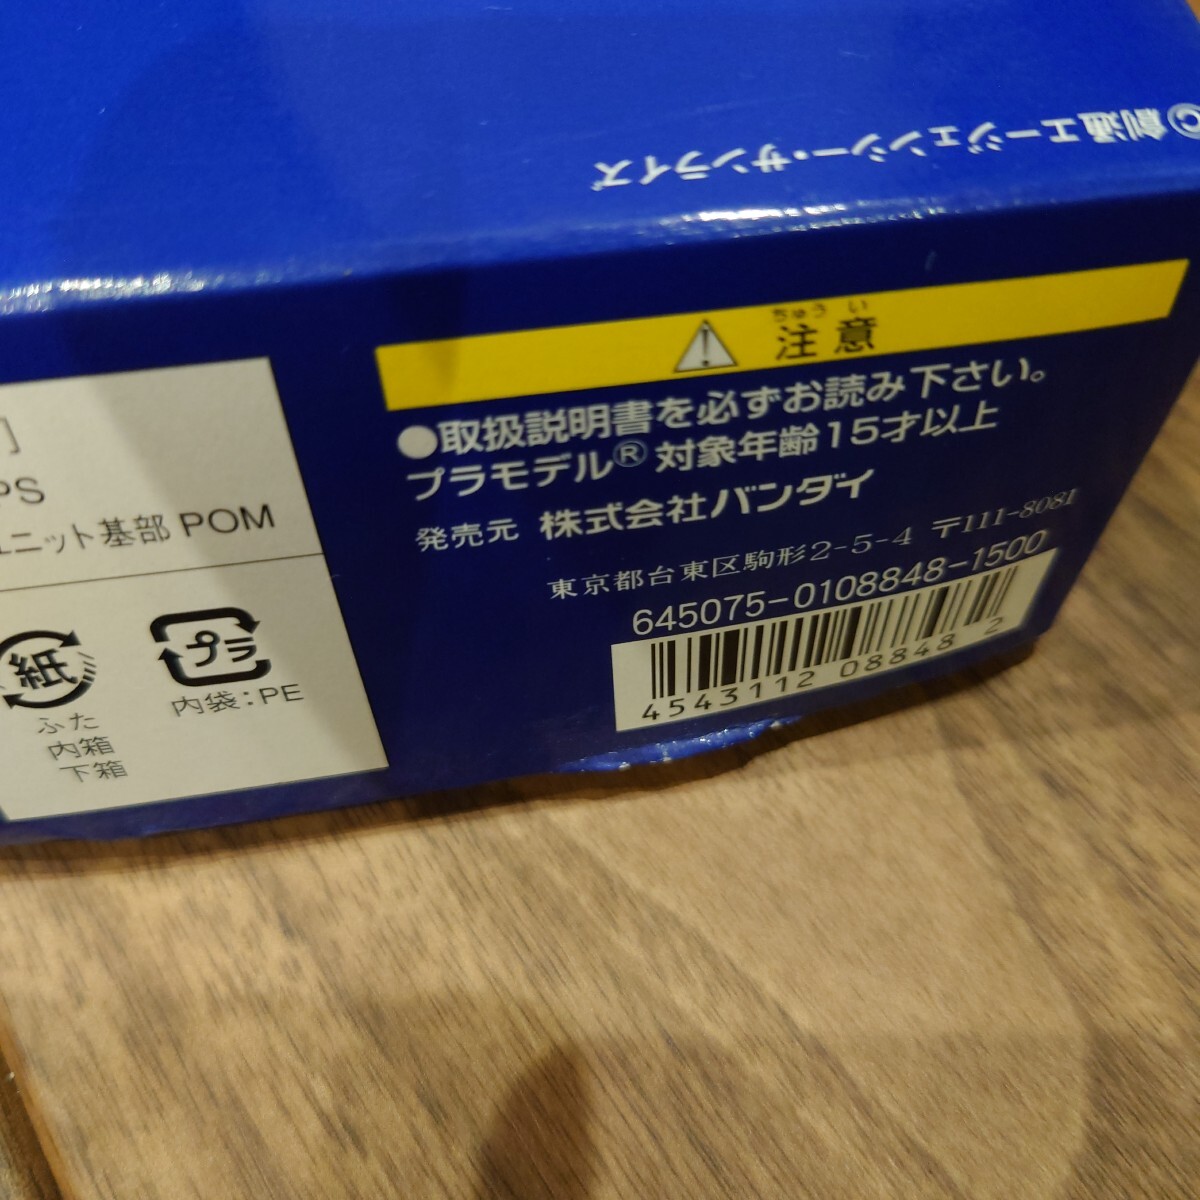 ©創通エージェンシー・サンライズ
ちゅうい
注意
●取扱説明書を必ずお読み下さい。
プラモデル® 対象年齢15才以上
発売元 株式会社バンダイ
東京都台東区駒形2-5-4 〒111-8081
645075-0108848-1500
4543112 08848 2
PS
ユニット基部 POM
紙
ふた
内箱
下箱
プラ
内袋:PE